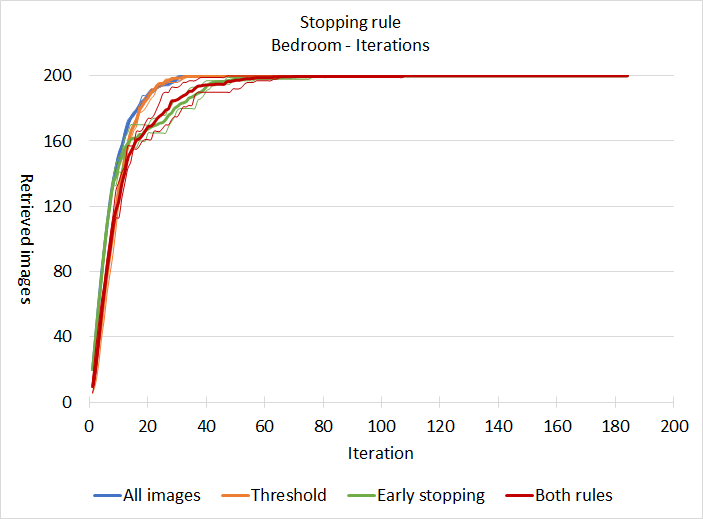 Stopping rule
Bedroom - Iterations
200
160
120
80
40
0
Retrieved images
0 20 40 60 80 100 120 140 160 180 200
Iteration
All images Threshold Early stopping Both rules